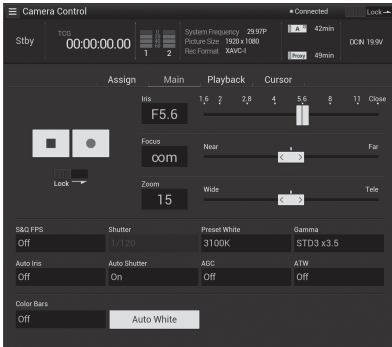 Camera Control
Connected
Lock
Stby
TCG 00:00:00.00
1 2
System Frequency 29.97P
Picture Size 1920 x 1080
Rec Format XAVC-I
A 42min
Proxy 49min
DCIN 19.9V
Assign Main Playback Cursor
Iris
F5.6
1,6 2 2,8 4 5,6 8 11 Close
Focus
∞m
Near Far
Lock
Zoom
15
Wide Tele
S&Q FPS Shutter Preset White Gamma
Off 1/120 3100K STD3 x3.5
Auto Iris Auto Shutter AGC ATW
Off On Off Off
Color Bars
Off Auto White